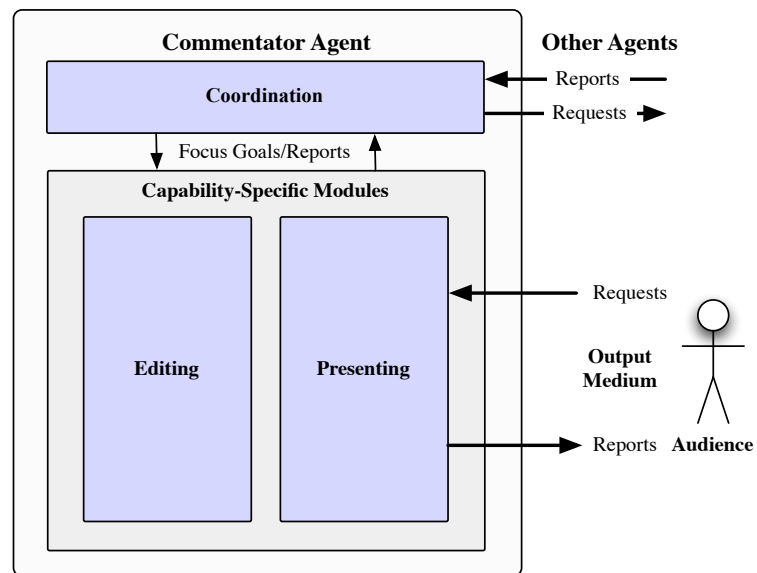 Commentator Agent
Other Agents
Coordination
Reports
Requests
Focus Goals/Reports
Capability-Specific Modules
Editing
Presenting
Requests
Output
Medium
Reports
Audience